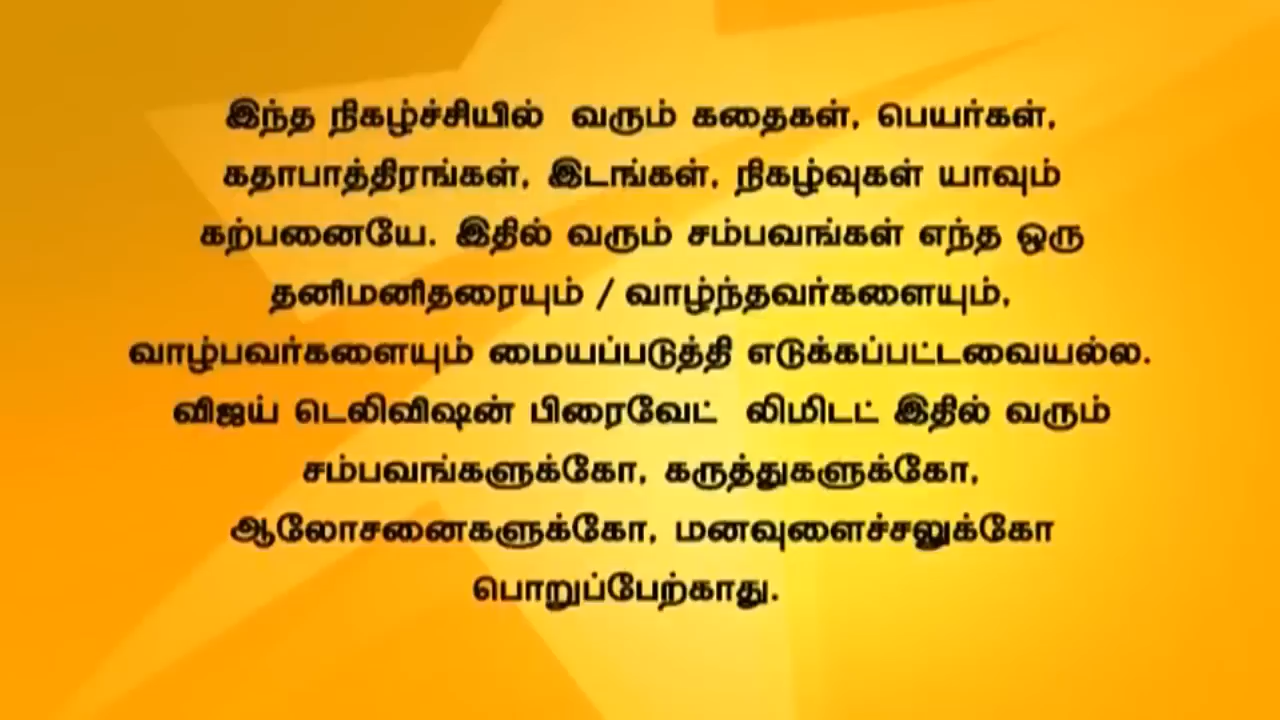 இந்த நிகழ்ச்சியில் வரும் கதைகள், பெயர்கள்,
கதாபாத்திரங்கள், இடங்கள், நிகழ்வுகள் யாவும்
கற்பனையே. இதில் வரும் சம்பவங்கள் எந்த ஒரு
தனிமனிதரையும் / வாழ்ந்தவர்களையும்,
வாழ்பவர்களையும் மையப்படுத்தி எடுக்கப்பட்டவையல்ல.
விஜய் டெலிவிஷன் பிரைவேட் லிமிடட் இதில் வரும்
சம்பவங்களுக்கோ, கருத்துகளுக்கோ,
ஆலோசனைகளுக்கோ, மனவுளைச்சலுக்கோ
பொறுப்பேற்காது.